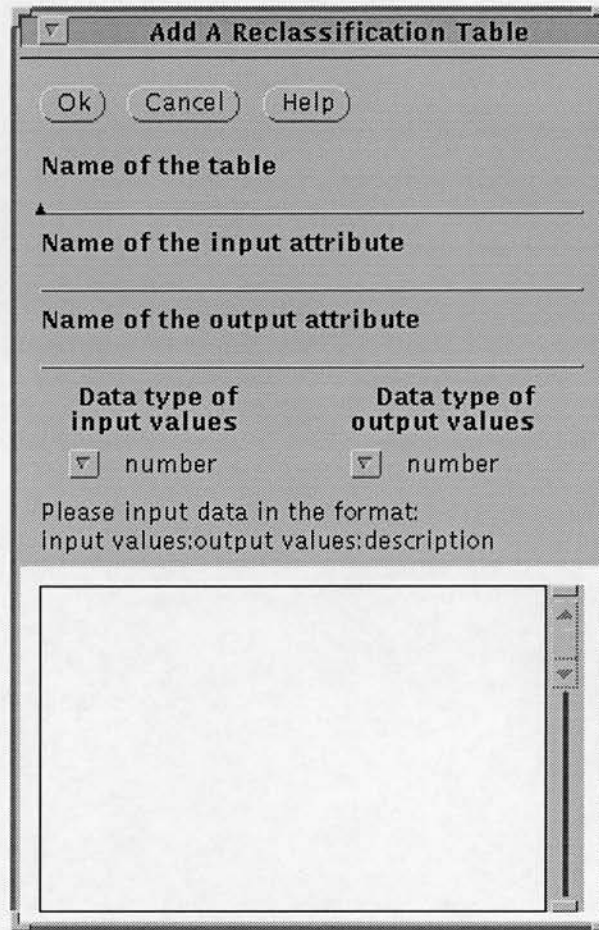 Add A Reclassification Table
Ok Cancel Help
Name of the table
Name of the input attribute
Name of the output attribute
Data type of input values
Data type of output values
number number
Please input data in the format:
input values:output values:description